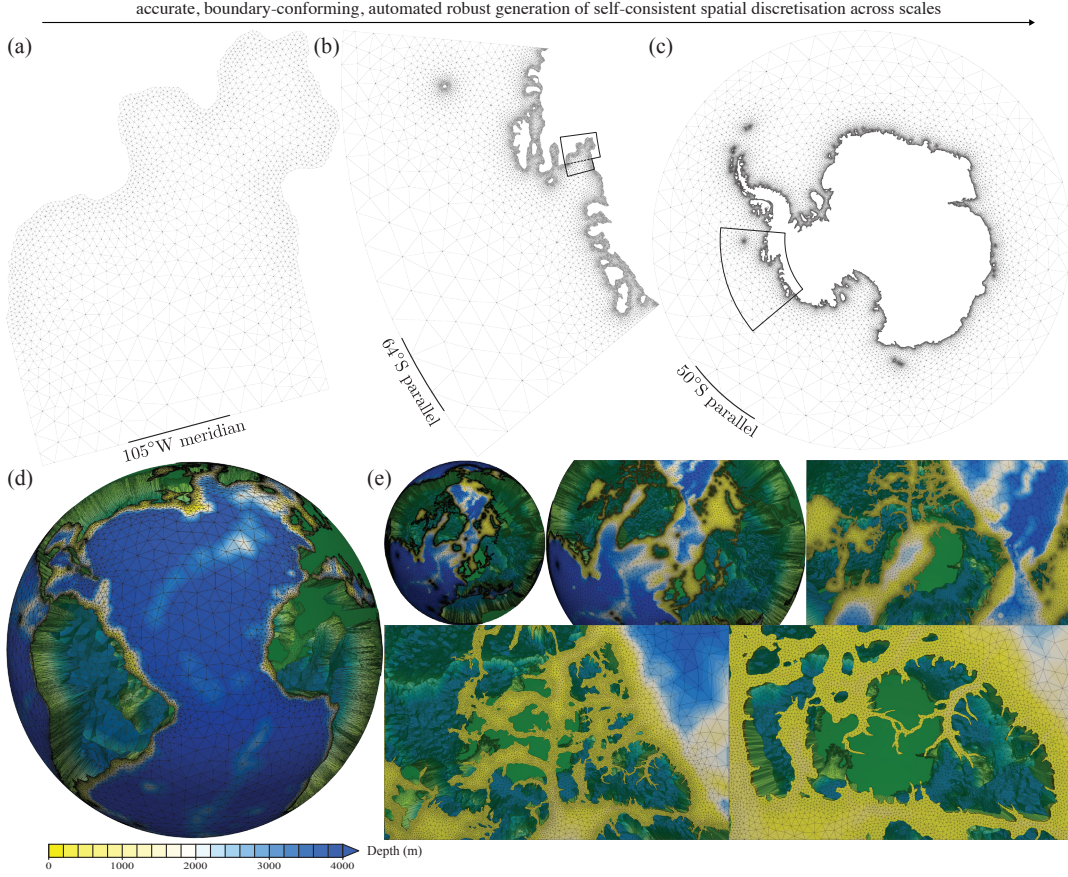 accurate, boundary-conforming, automated robust generation of self-consistent spatial discretisation across scales
(a)
(b)
(c)
105°W meridian
64°S parallel
50°S parallel
(d)
(e)
0 1000 2000 3000 4000 Depth (m)